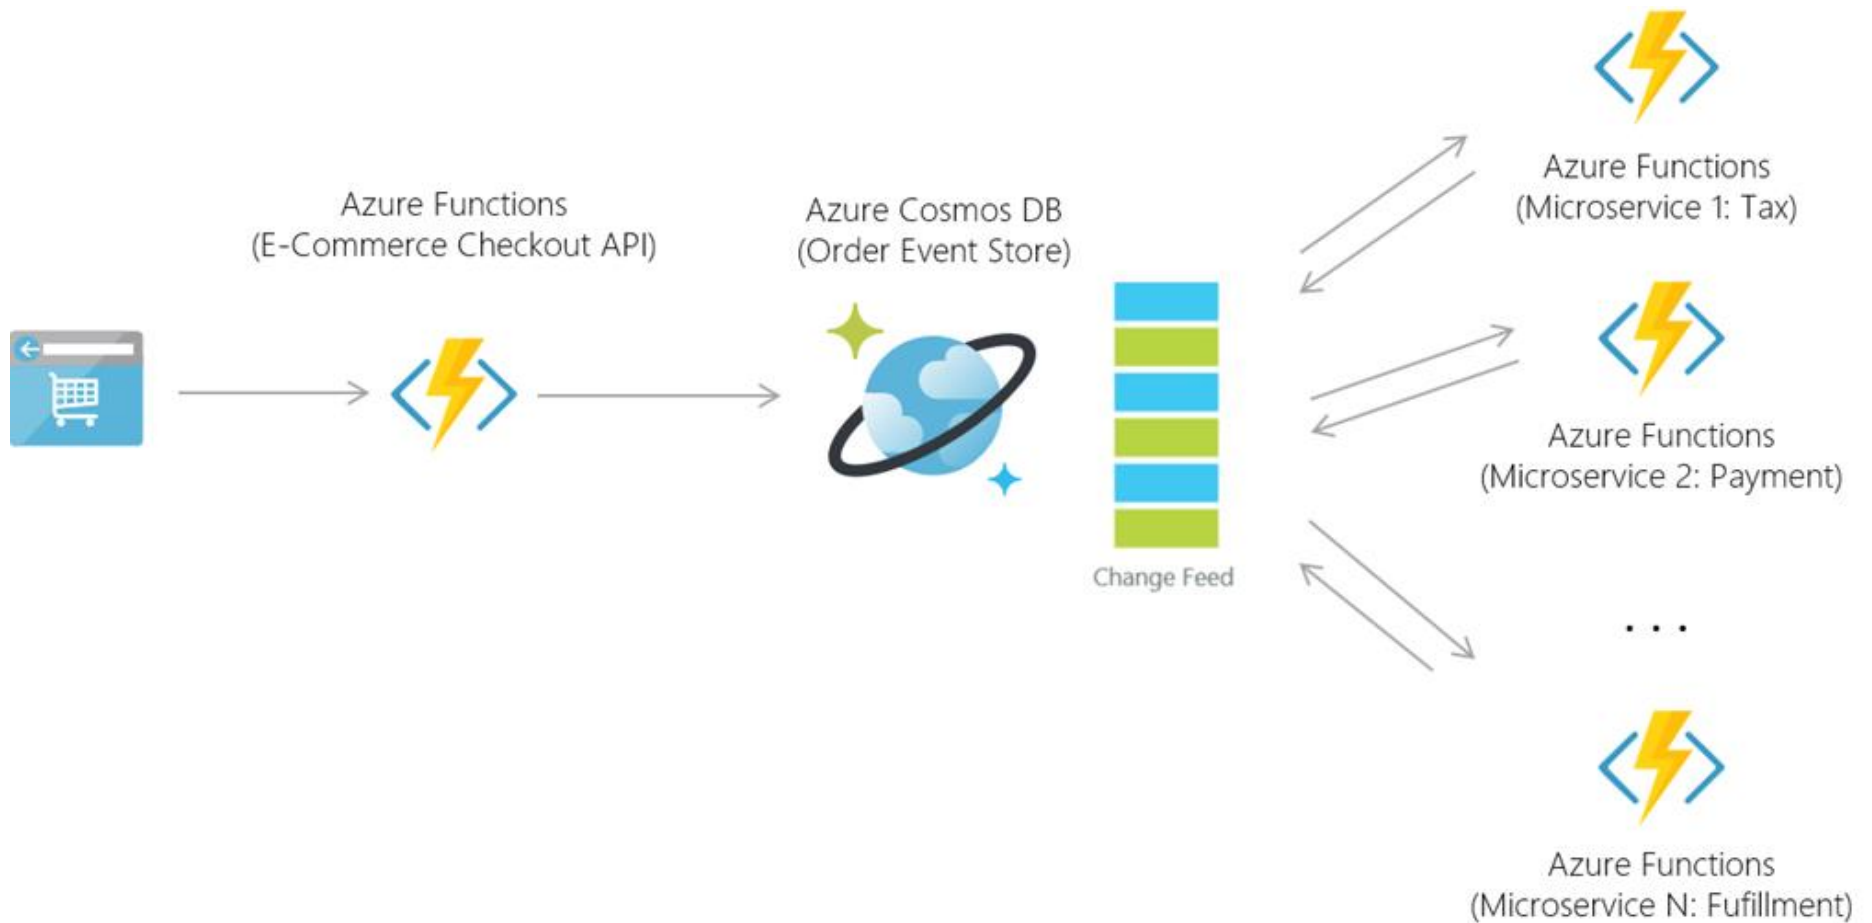 Azure Functions
(E-Commerce Checkout API)
Azure Cosmos DB
(Order Event Store)
Change Feed
Azure Functions
(Microservice 1: Tax)
Azure Functions
(Microservice 2: Payment)
. . .
Azure Functions
(Microservice N: Fufillment)